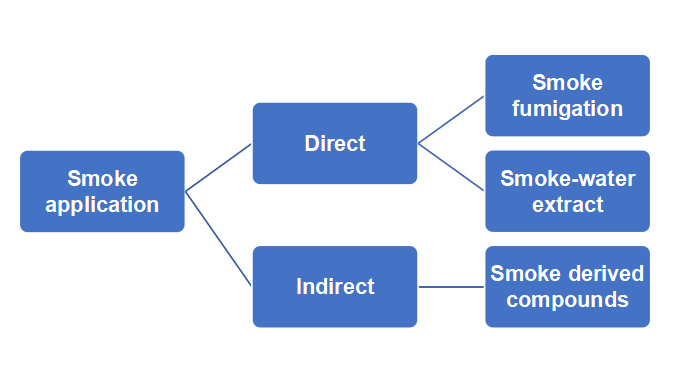 Smoke
application
Direct
Indirect
Smoke
fumigation
Smoke-water
extract
Smoke derived
compounds